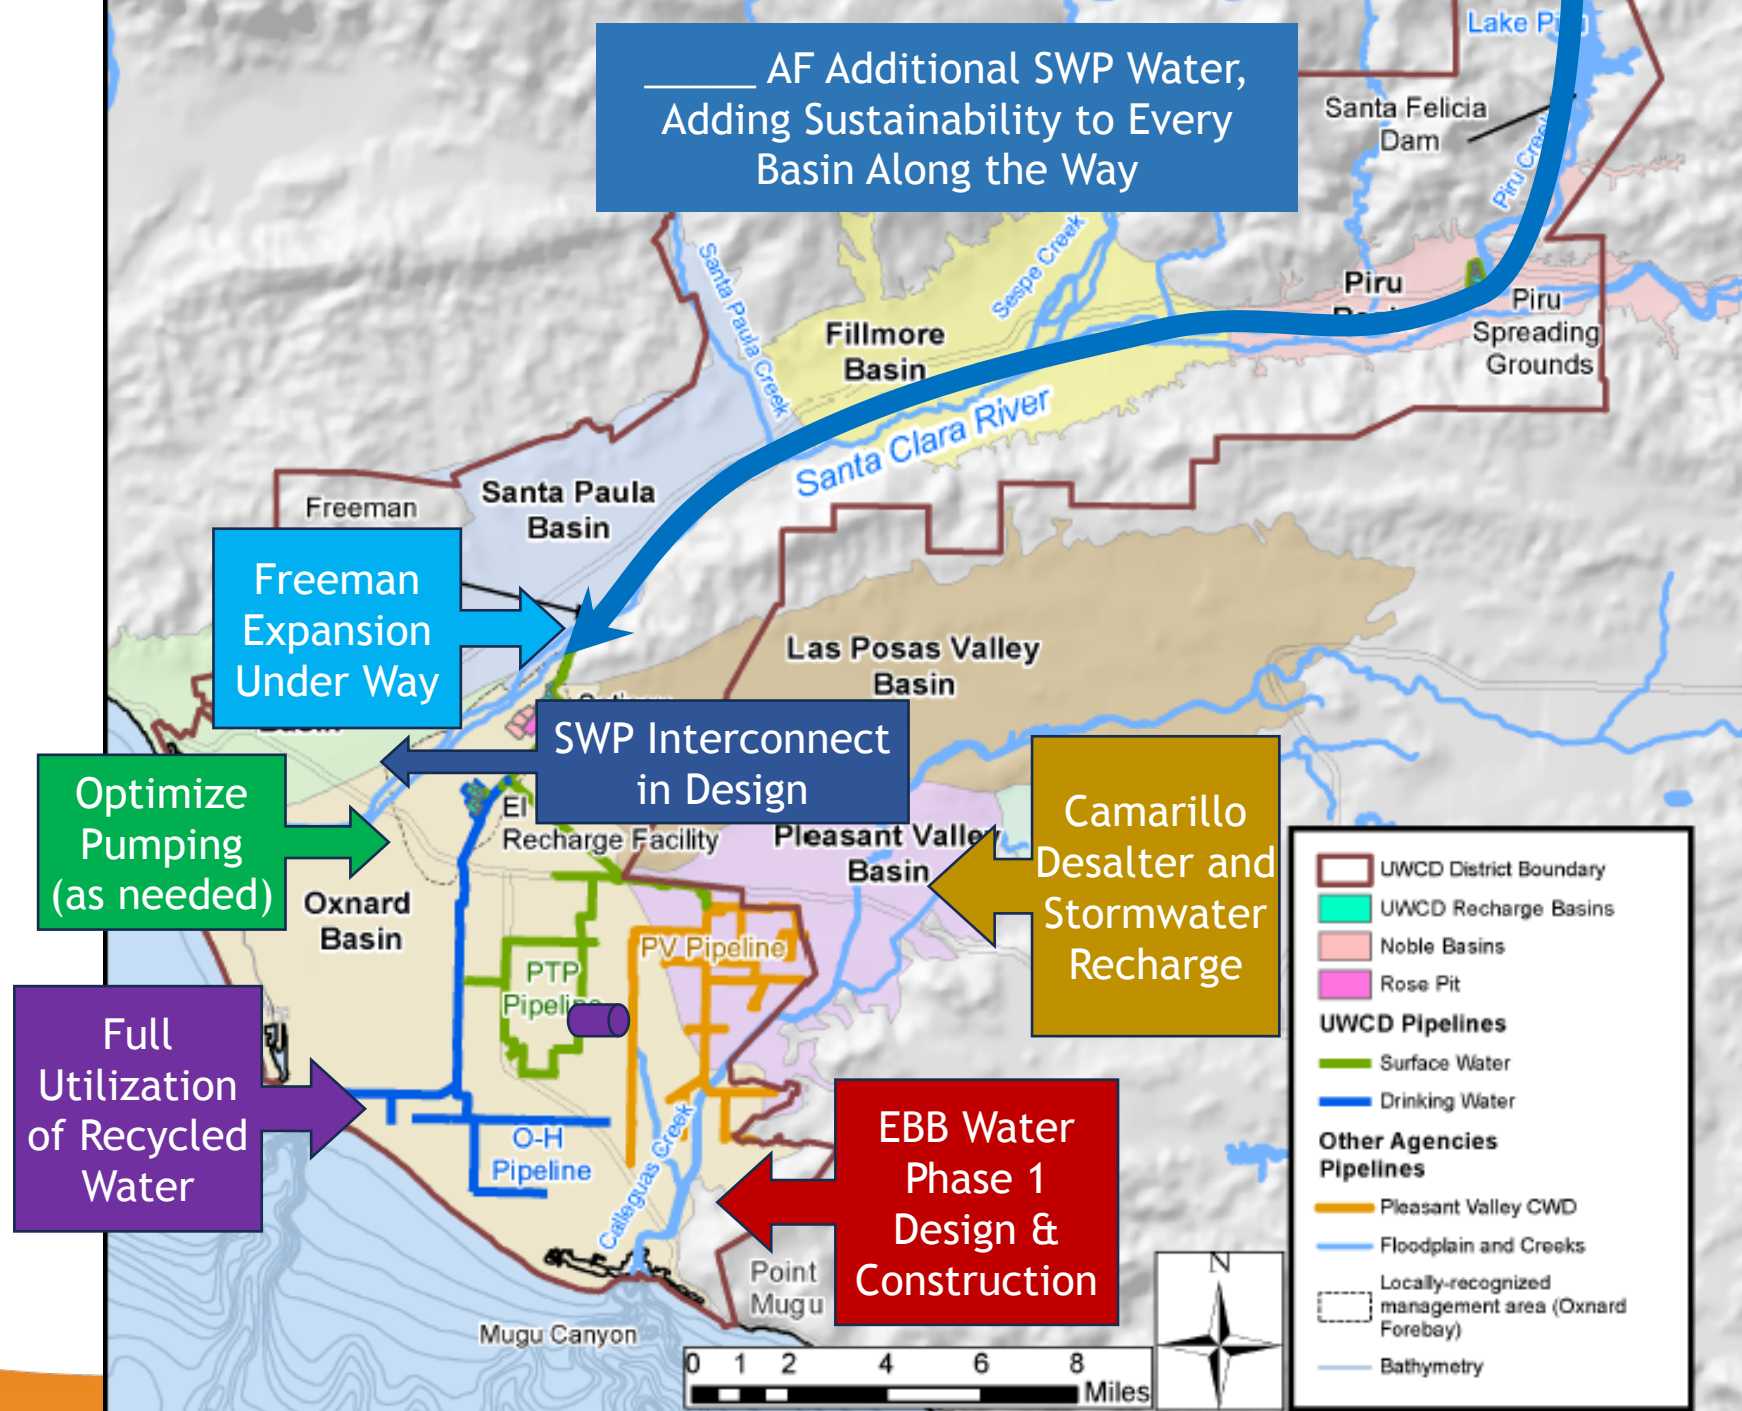 Lake
_____ AF Additional SWP Water,
Adding Sustainability to Every
Basin Along the Way
Santa Felicia
Dam
Piru Creek
Santa Paula Creek
Sespe Creek
Fillmore
Basin
Piru
Piru
Spreading
Grounds
Santa Clara River
Santa Paula
Basin
Freeman
Freeman
Expansion
Under Way
Las Posas Valley
Basin
Basin
SWP Interconnect
in Design
Optimize
Pumping
(as needed)
El
Recharge Facility
Pleasant Valley
Basin
Camarillo
Desalter and
Stormwater
Recharge
Oxnard
Basin
PV Pipeline
PTP
Pipeline
Full
Utilization
of Recycled
Water
O-H
Pipeline
Calleguas Creek
EBB Water
Phase 1
Design &
Construction
Point
Mugu
Mugu Canyon
UWCD District Boundary
UWCD Recharge Basins
Noble Basins
Rose Pit
UWCD Pipelines
Surface Water
Drinking Water
Other Agencies
Pipelines
Pleasant Valley CWD
Floodplain and Creeks
Locally-recognized
management area (Oxnard
Forebay)
Bathymetry
N
0 1 2 4 6 8
Miles